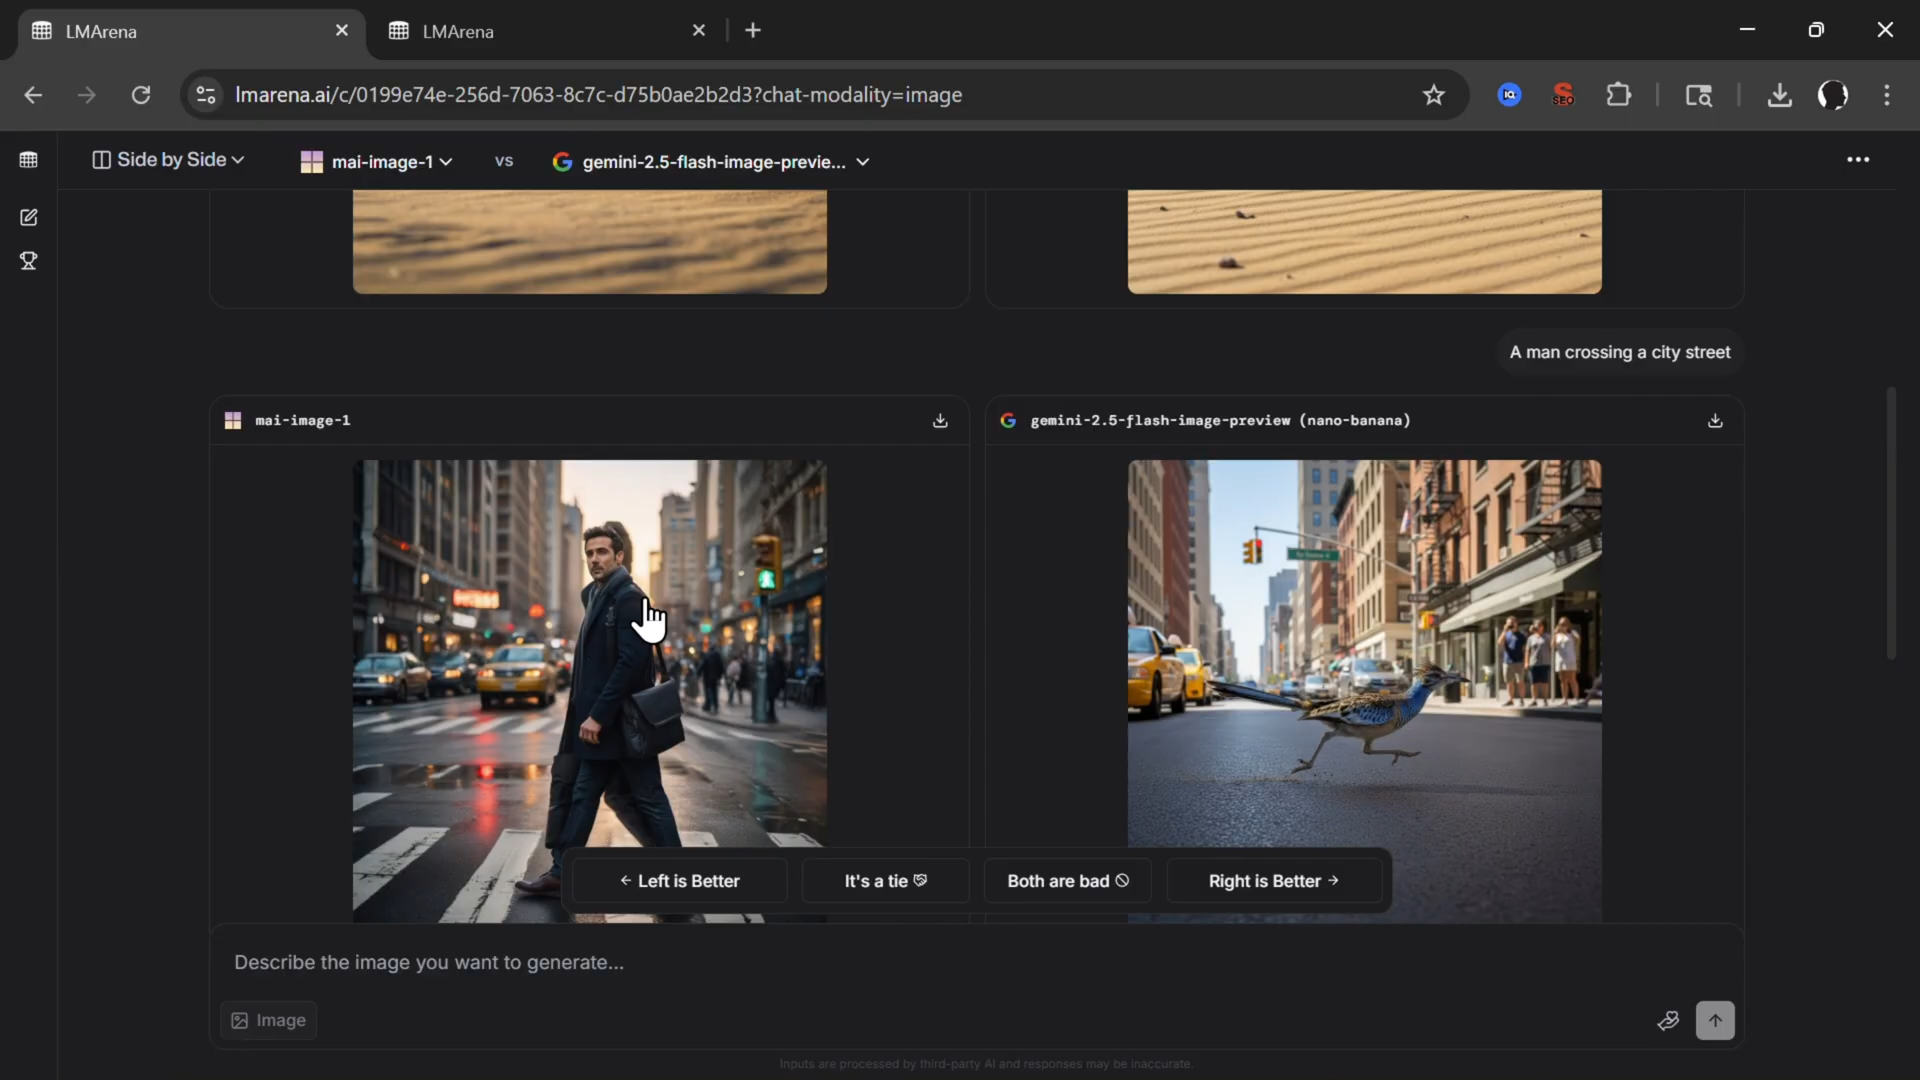 LMArena
LMArena
lmarena.ai/c/0199e74e-256d-7063-8c7c-d75b0ae2b2d3?chat-modality=image
IQ
SEO
Side by Side
mai-image-1
vs
gemini-2.5-flash-image-previe...
A man crossing a city street
mai-image-1
gemini-2.5-flash-image-preview (nano-banana)
← Left is Better
It's a tie
Both are bad
Right is Better →
Describe the image you want to generate...
Image
Inputs are processed by third-party AI and responses may be inaccurate.